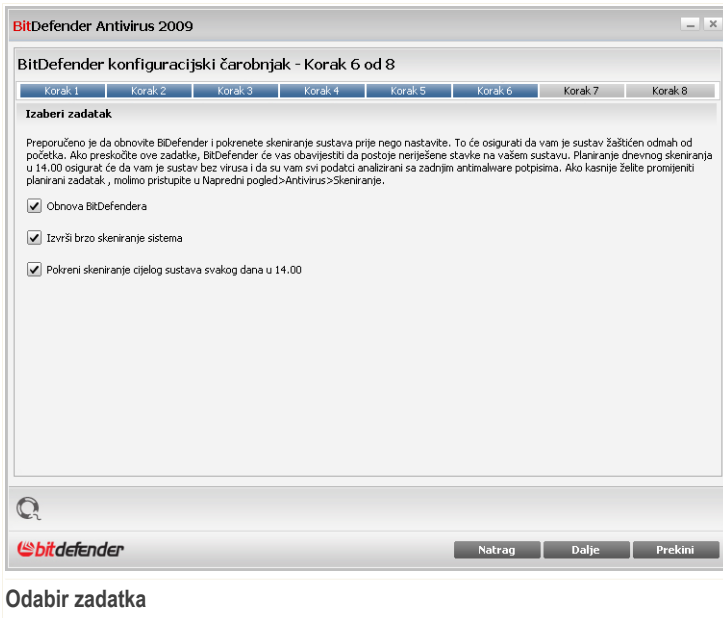 BitDefender Antivirus 2009
BitDefender konfiguracijski čarobnjak - Korak 6 od 8
Korak 1 Korak 2 Korak 3 Korak 4 Korak 5 Korak 6 Korak 7 Korak 8
Izaberi zadatak
Preporučeno je da obnovite BiDefender i pokrenete skeniranje sustava prije nego nastavite. To će osigurati da vam je sustav žaštićen odmah od
početka. Ako preskočite ove zadatke, BitDefender će vas obavijestiti da postoje neriješene stavke na vašem sustavu. Planiranje dnevnog skeniranja
u 14.00 osigurat će da vam je sustav bez virusa i da su vam svi podatci analizirani sa zadnjim antimalware potpisima. Ako kasnije želite promijeniti
planirani zadatak , molimo pristupite u Napredni pogled>Antivirus>Skeniranje.
Obnova BitDefendera
Izvrši brzo skeniranje sistema
Pokreni skeniranje cijelog sustava svakog dana u 14.00
bitdefender
Natrag Dalje Prekini
Odabir zadatka